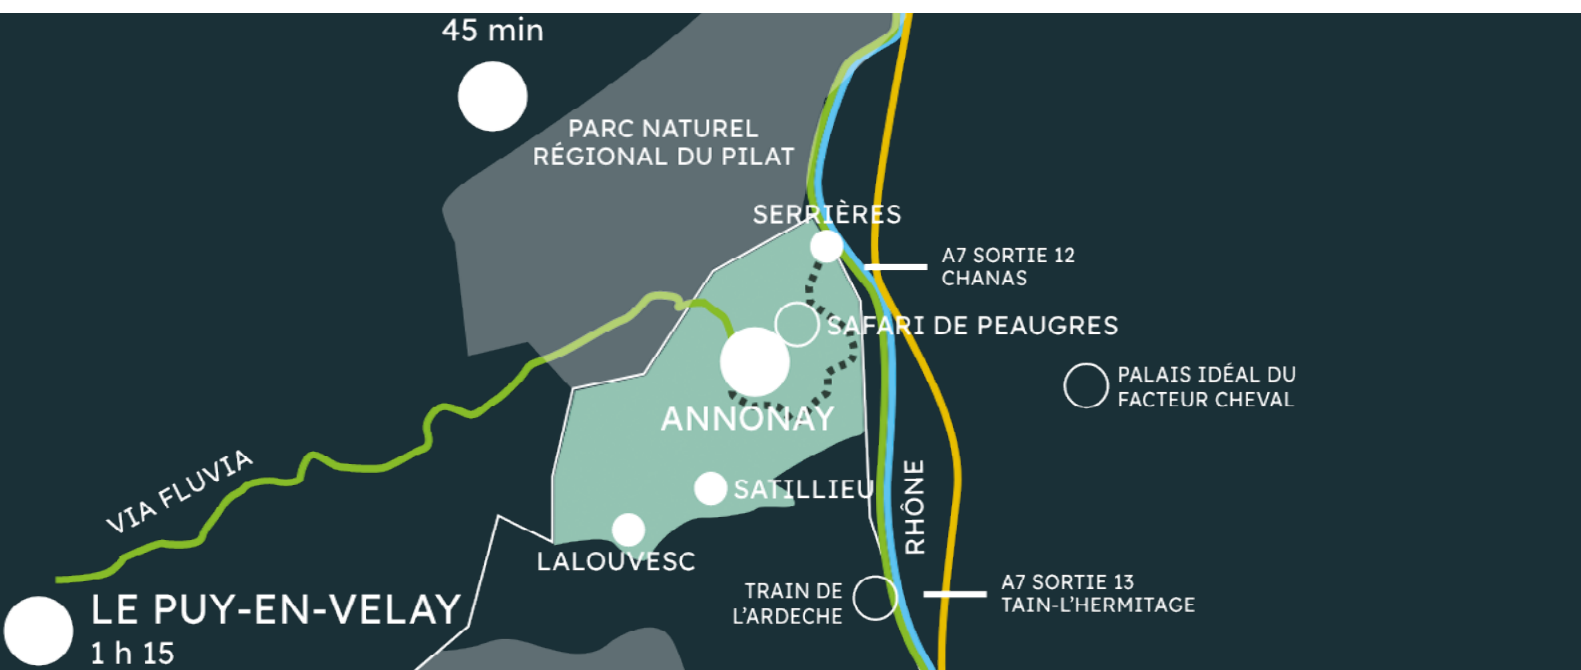 45 min
PARC NATUREL
RÉGIONAL DU PILAT
SERRIÈRES
A7 SORTIE 12
CHANAS
SAFARI DE PEAUGRES
PALAIS IDÉAL DU
FACTEUR CHEVAL
ANNONAY
VIA FLUVIA
SATILLIEU
RHÔNE
LALOUVESC
TRAIN DE
L'ARDECHE
A7 SORTIE 13
TAIN-L'HERMITAGE
LE PUY-EN-VELAY
1 h 15